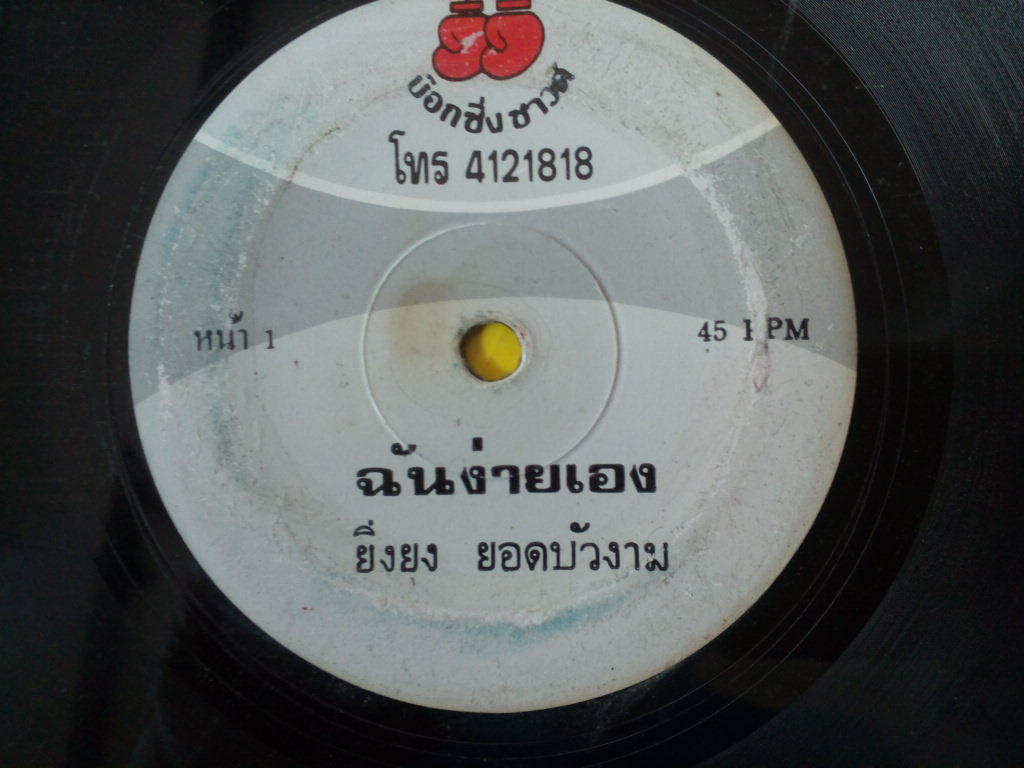 บ๊อกซิ่งซาวด์
โทร 4121818
หน้า 1
45 RPM
ฉันง่ายเอง
ยิ่งยง ยอดบัวงาม